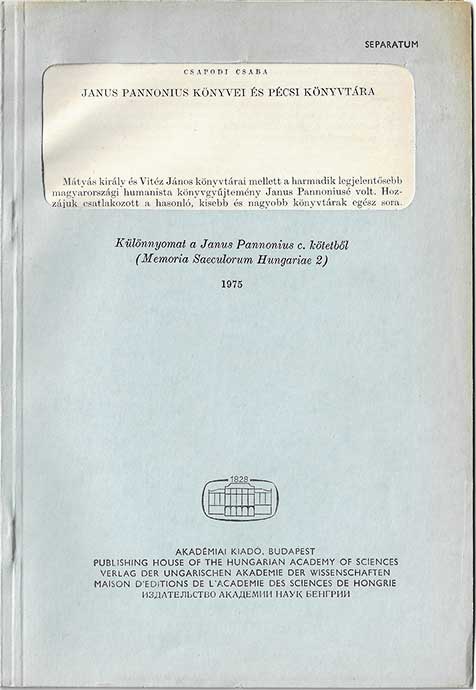 SEPARATUM
CSAPODI CSABA
JANUS PANNONIUS KÖNYVEI ÉS PÉCSI KÖNYVTÁRA
Mátyás király és Vitéz János könyvtárai mellett a harmadik legjelentősebb
magyarországi humanista könyvgyűjtemény Janus Pannoniusé volt. Hoz-
zájuk csatlakozott a hasonló, kisebb és nagyobb könyvtárak egész sora.
Különnyomat a Janus Pannonius c. kötetből
(Memoria Saeculorum Hungariae 2)
1975
1828
AKADÉMIAI KIADÓ, BUDAPEST
PUBLISHING HOUSE OF THE HUNGARIAN ACADEMY OF SCIENCES
VERLAG DER UNGARISCHEN AKADEMIE DER WISSENSCHAFTEN
MAISON D'EDITIONS DE L'ACADEMIE DES SCIENCES DE HONGRIE
ИЗДАТЕЛЬСТВО АКАДЕМИИ НАУК ВЕНГРИИ